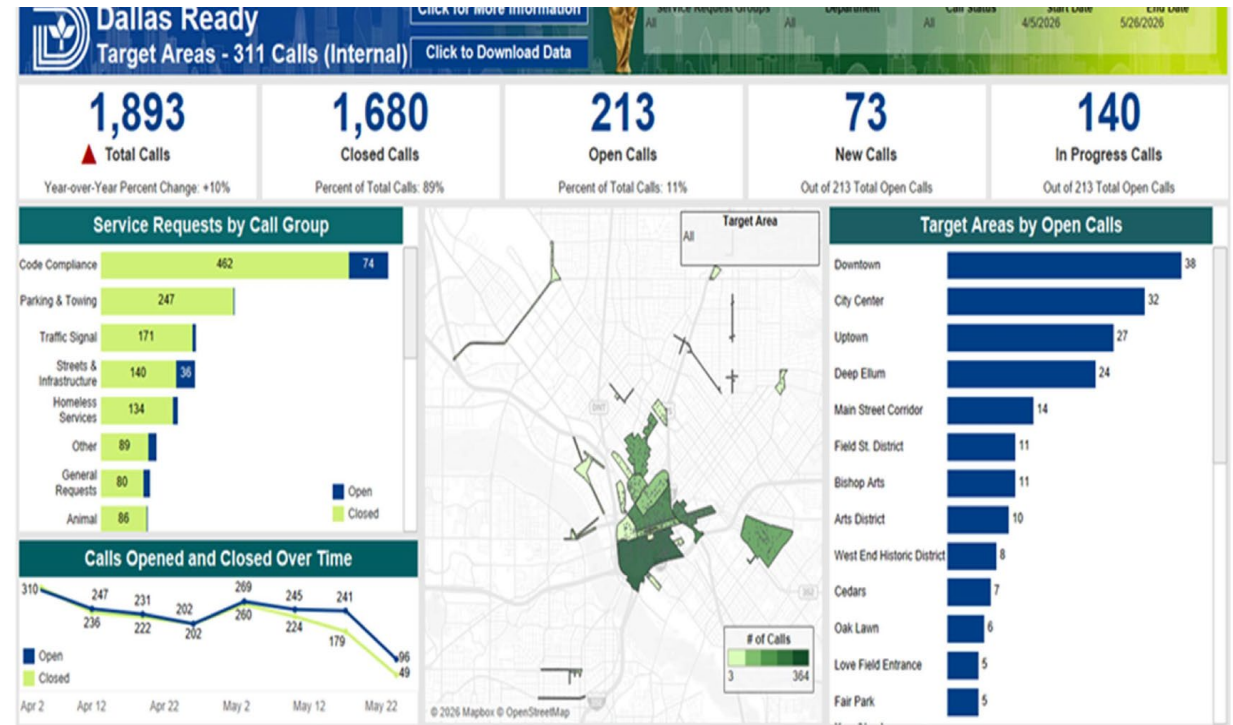 Dallas Ready
Target Areas - 311 Calls (Internal)
Click for More Information
Click to Download Data
Service Request Groups
All
Department
All
Call Status
All
Start Date
4/5/2026
End Date
5/26/2026
1,893
Total Calls
Year-over-Year Percent Change: +10%
1,680
Closed Calls
Percent of Total Calls: 89%
213
Open Calls
Percent of Total Calls: 11%
73
New Calls
Out of 213 Total Open Calls
140
In Progress Calls
Out of 213 Total Open Calls
Service Requests by Call Group
Code Compliance 462 74
Parking & Towing 247
Traffic Signal 171
Streets &
Infrastructure 140 36
Homeless
Services 134
Other 89
General
Requests 80
Animal 86
Open
Closed
Calls Opened and Closed Over Time
310 247 231 202 269 245 241 96
236 222 202 260 224 179 49
Open
Closed
Apr 2 Apr 12 Apr 22 May 2 May 12 May 22
Target Area
All
# of Calls
3 364
© 2026 Mapbox © OpenStreetMap
Target Areas by Open Calls
Downtown 38
City Center 32
Uptown 27
Deep Ellum 24
Main Street Corridor 14
Field St. District 11
Bishop Arts 11
Arts District 10
West End Historic District 8
Cedars 7
Oak Lawn 6
Love Field Entrance 5
Fair Park 5